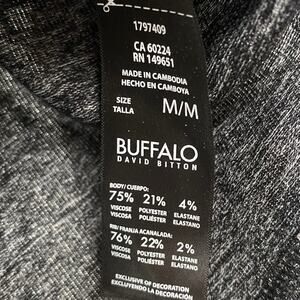 1797409
CA 60224
RN 149651
MADE IN CAMBODIA
HECHO EN CAMBOYA
SIZE
TALLA M/M
BUFFALO
DAVID BITTON
BODY/ CUERPO:
75% 21% 4%
VISCOSE POLYESTER ELASTANE
VISCOSA POLIÉSTER ELASTANO
RIB/ FRANJA ACANALADA:
76% 22% 2%
VISCOSE POLYESTER ELASTANE
VISCOSA POLIÉSTER ELASTANO
EXCLUSIVE OF DECORATION
EXCLUYENDO LA DECORACIÓN